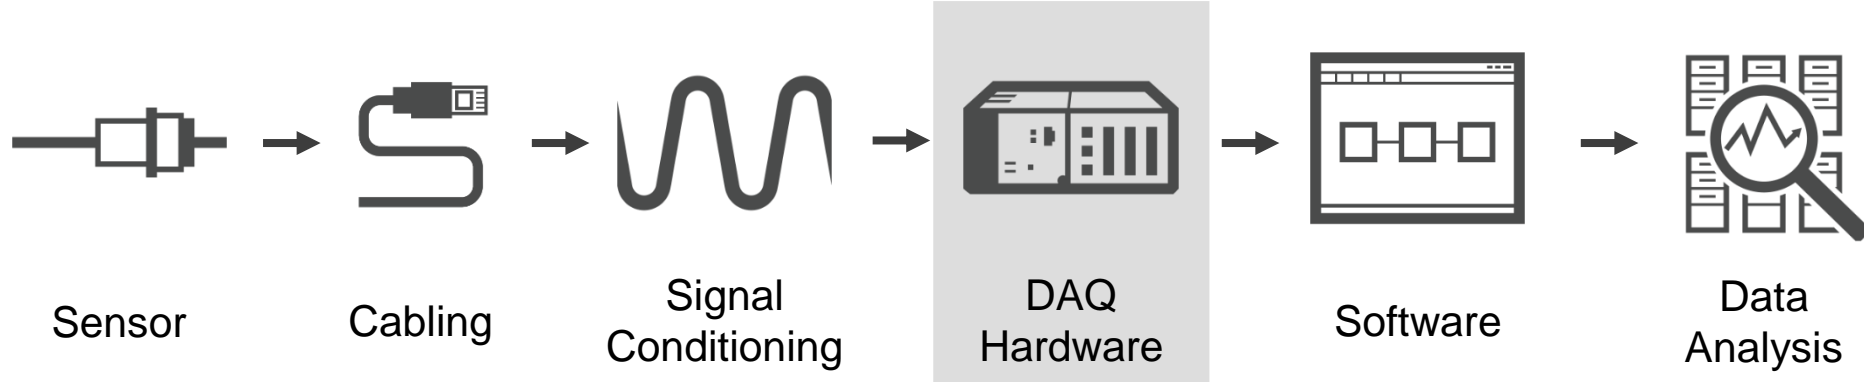 Sensor
Cabling
Signal
Conditioning
DAQ
Hardware
Software
Data
Analysis